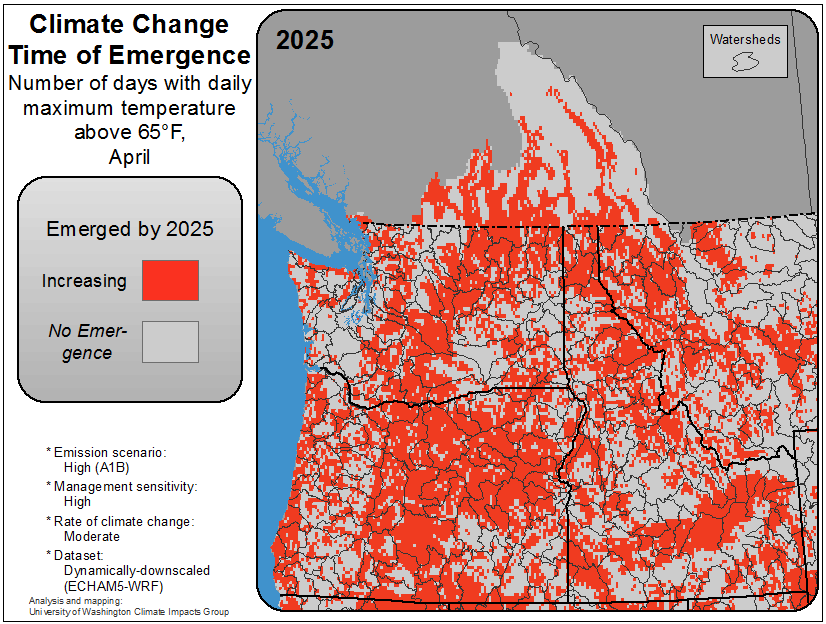 Climate Change
Time of Emergence
Number of days with daily
maximum temperature
above 65°F,
April
Emerged by 2025
Increasing
No Emer-
gence
* Emission scenario:
High (A1B)
* Management sensitivity:
High
* Rate of climate change:
Moderate
* Dataset:
Dynamically-downscaled
(ECHAM5-WRF)
Analysis and mapping:
University of Washington Climate Impacts Group
2025
Watersheds